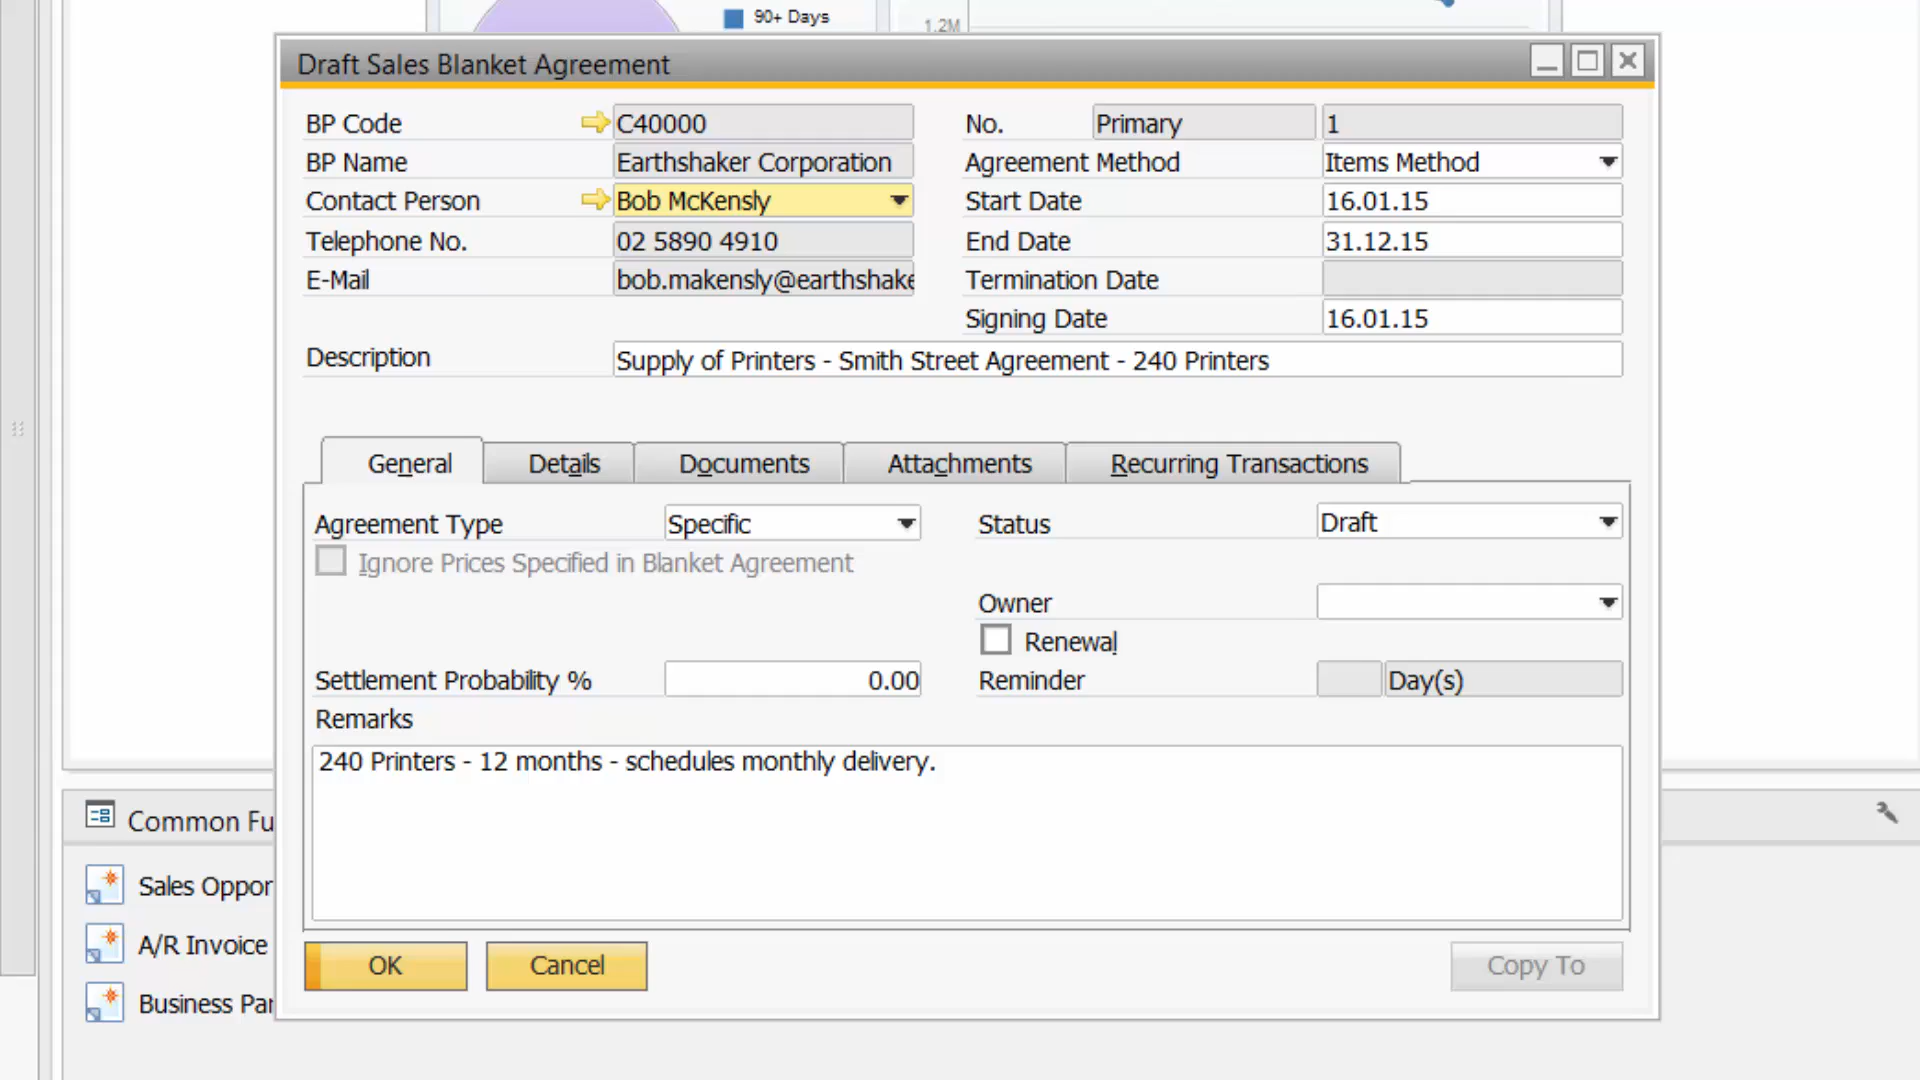 90+ Days
1.2M
Draft Sales Blanket Agreement
BP Code C40000
BP Name Earthshaker Corporation
Contact Person Bob McKensly
Telephone No. 02 5890 4910
E-Mail bob.makensly@earthshake
No. Primary 1
Agreement Method Items Method
Start Date 16.01.15
End Date 31.12.15
Termination Date
Signing Date 16.01.15
Description Supply of Printers - Smith Street Agreement - 240 Printers
General Details Documents Attachments Recurring Transactions
Agreement Type Specific
Ignore Prices Specified in Blanket Agreement
Settlement Probability % 0.00
Status Draft
Owner
Renewal
Reminder Day(s)
Remarks
240 Printers - 12 months - schedules monthly delivery.
OK Cancel Copy To
Common Fu
Sales Oppor
A/R Invoice
Business Par